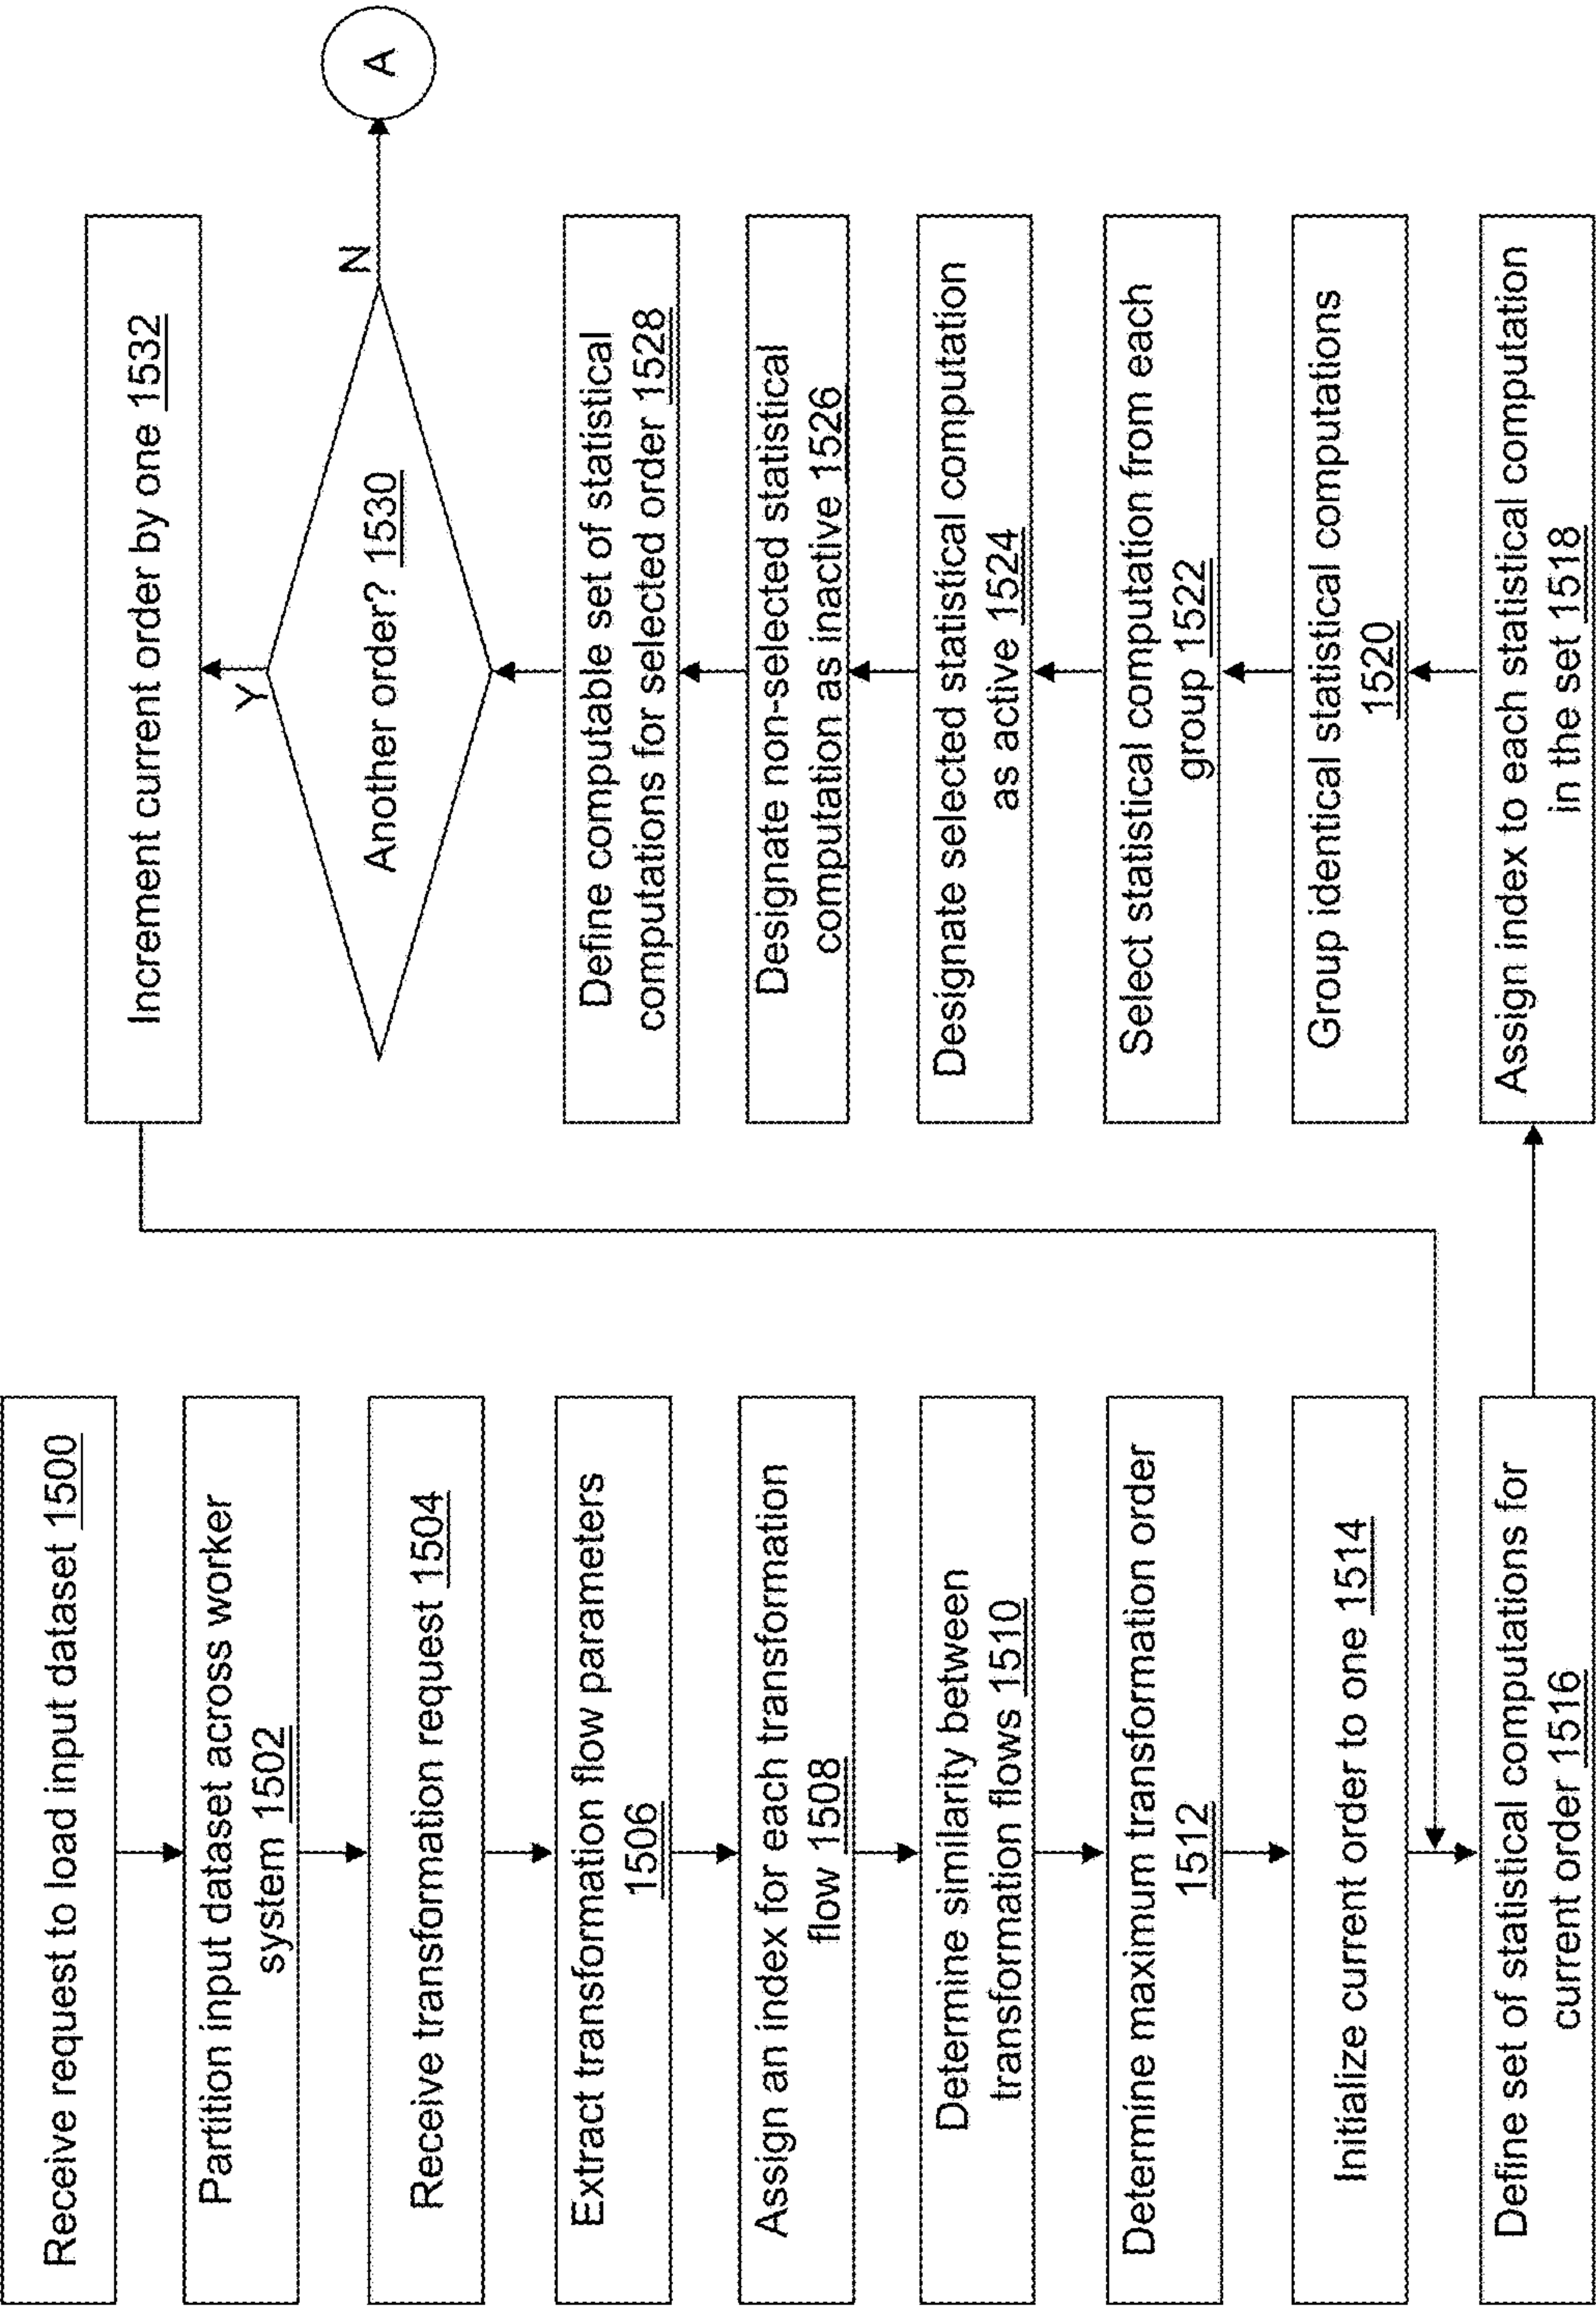 Receive request to load input dataset 1500
Partition input dataset across worker
system 1502
Receive transformation request 1504
Extract transformation flow parameters
1506
Assign an index for each transformation
flow 1508
Determine similarity between
transformation flows 1510
Determine maximum transformation order
1512
Initialize current order to one 1514
Define set of statistical computations for
current order 1516
Assign index to each statistical computation
in the set 1518
Group identical statistical computations
1520
Select statistical computation from each
group 1522
Designate selected statistical computation
as active 1524
Designate non-selected statistical
computation as inactive 1526
Define computable set of statistical
computations for selected order 1528
Another order? 1530
Y
N
Increment current order by one 1532
A